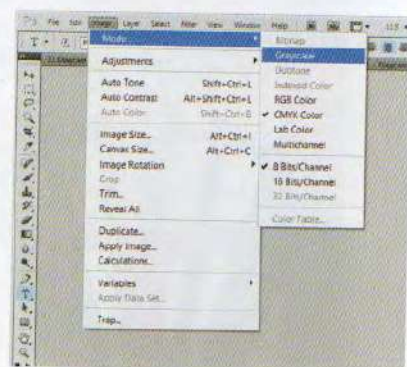 File Edit Image Layer Select Filter View Window Help
Mode
Adjustments
Auto Tone Shift+Ctrl+L
Auto Contrast Alt+Shift+Ctrl+L
Auto Color Shift+Ctrl+B
Image Size... Alt+Ctrl+I
Canvas Size... Alt+Ctrl+C
Image Rotation
Crop
Trim...
Reveal All
Duplicate...
Apply Image...
Calculations...
Variables
Apply Data Set...
Trap...
Bitmap
Grayscale
Duotone
Indexed Color
RGB Color
✓ CMYK Color
Lab Color
Multichannel
✓ 8 Bits/Channel
16 Bits/Channel
32 Bits/Channel
Color Table...